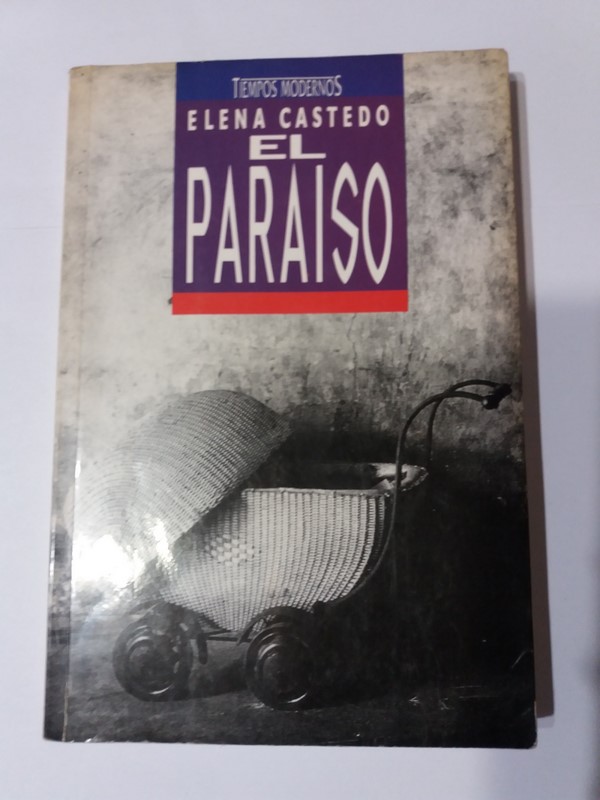 TIEMPOS MODERNOS
ELENA CASTEDO
EL
PARAISO